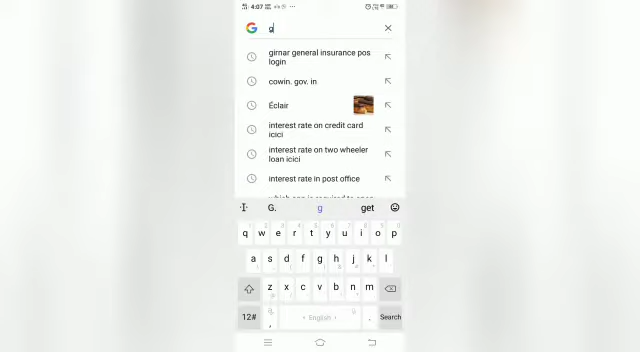 4:07
g
girnar general insurance pos
login
cowin. gov. in
Éclair
interest rate on credit card
icici
interest rate on two wheeler
loan icici
interest rate in post office
G. g get
q w e r t y u i o p
a s d f g h j k l
z x c v b n m
12# , English . Search